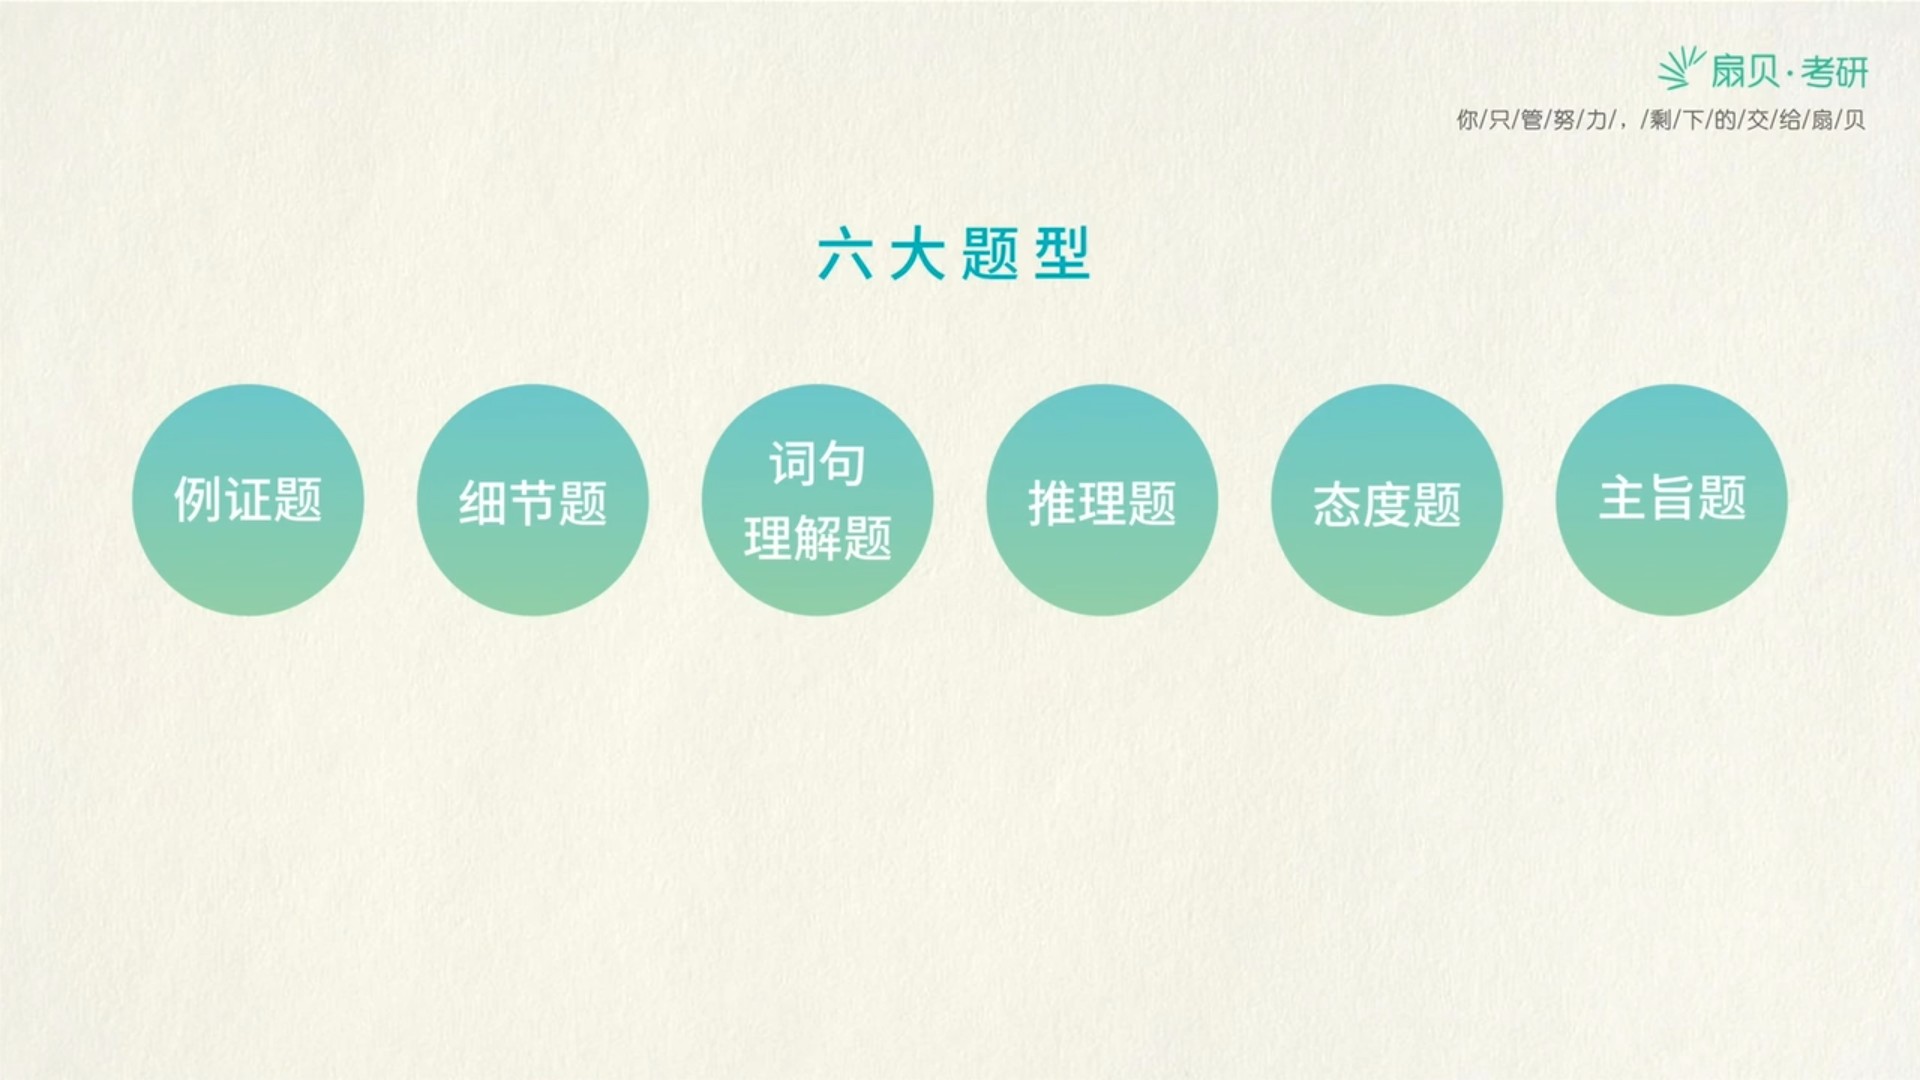 扇贝·考研
你/只/管/努/力/，/剩/下/的/交/给/扇/贝
六大题型
例证题
细节题
词句
理解题
推理题
态度题
主旨题